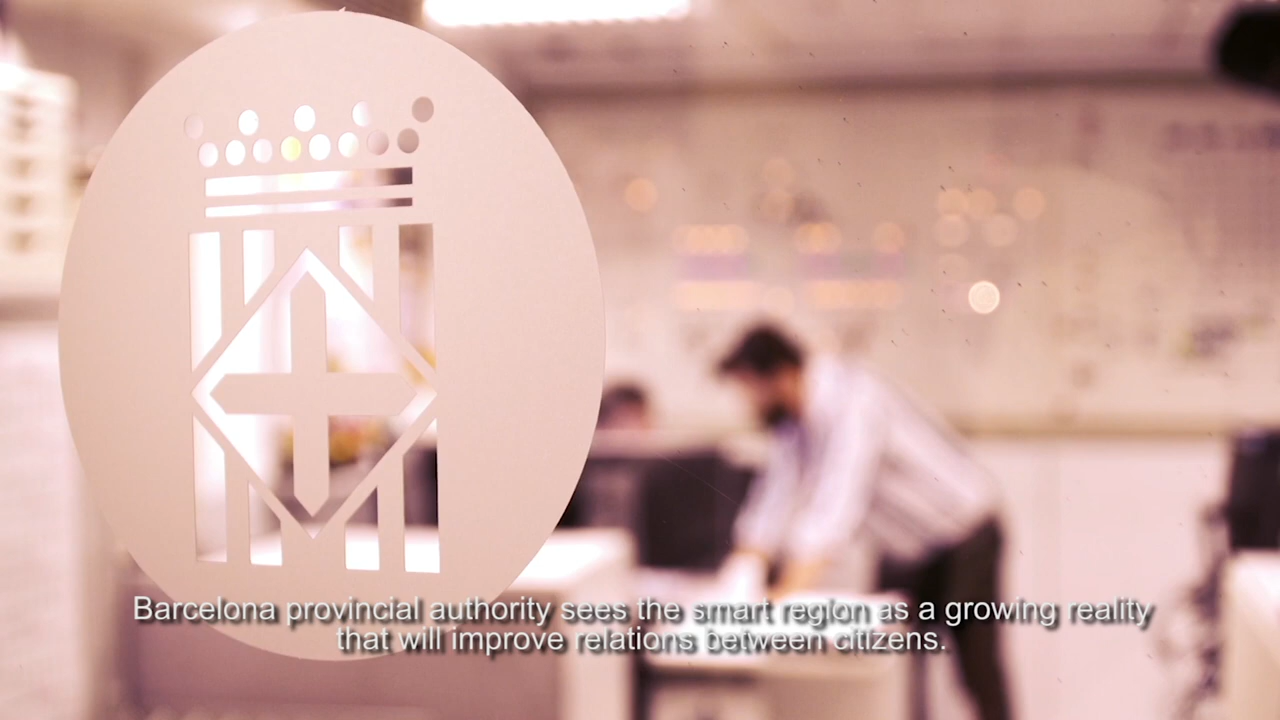 Barcelona provincial authority sees the smart region as a growing reality
that will improve relations between citizens.